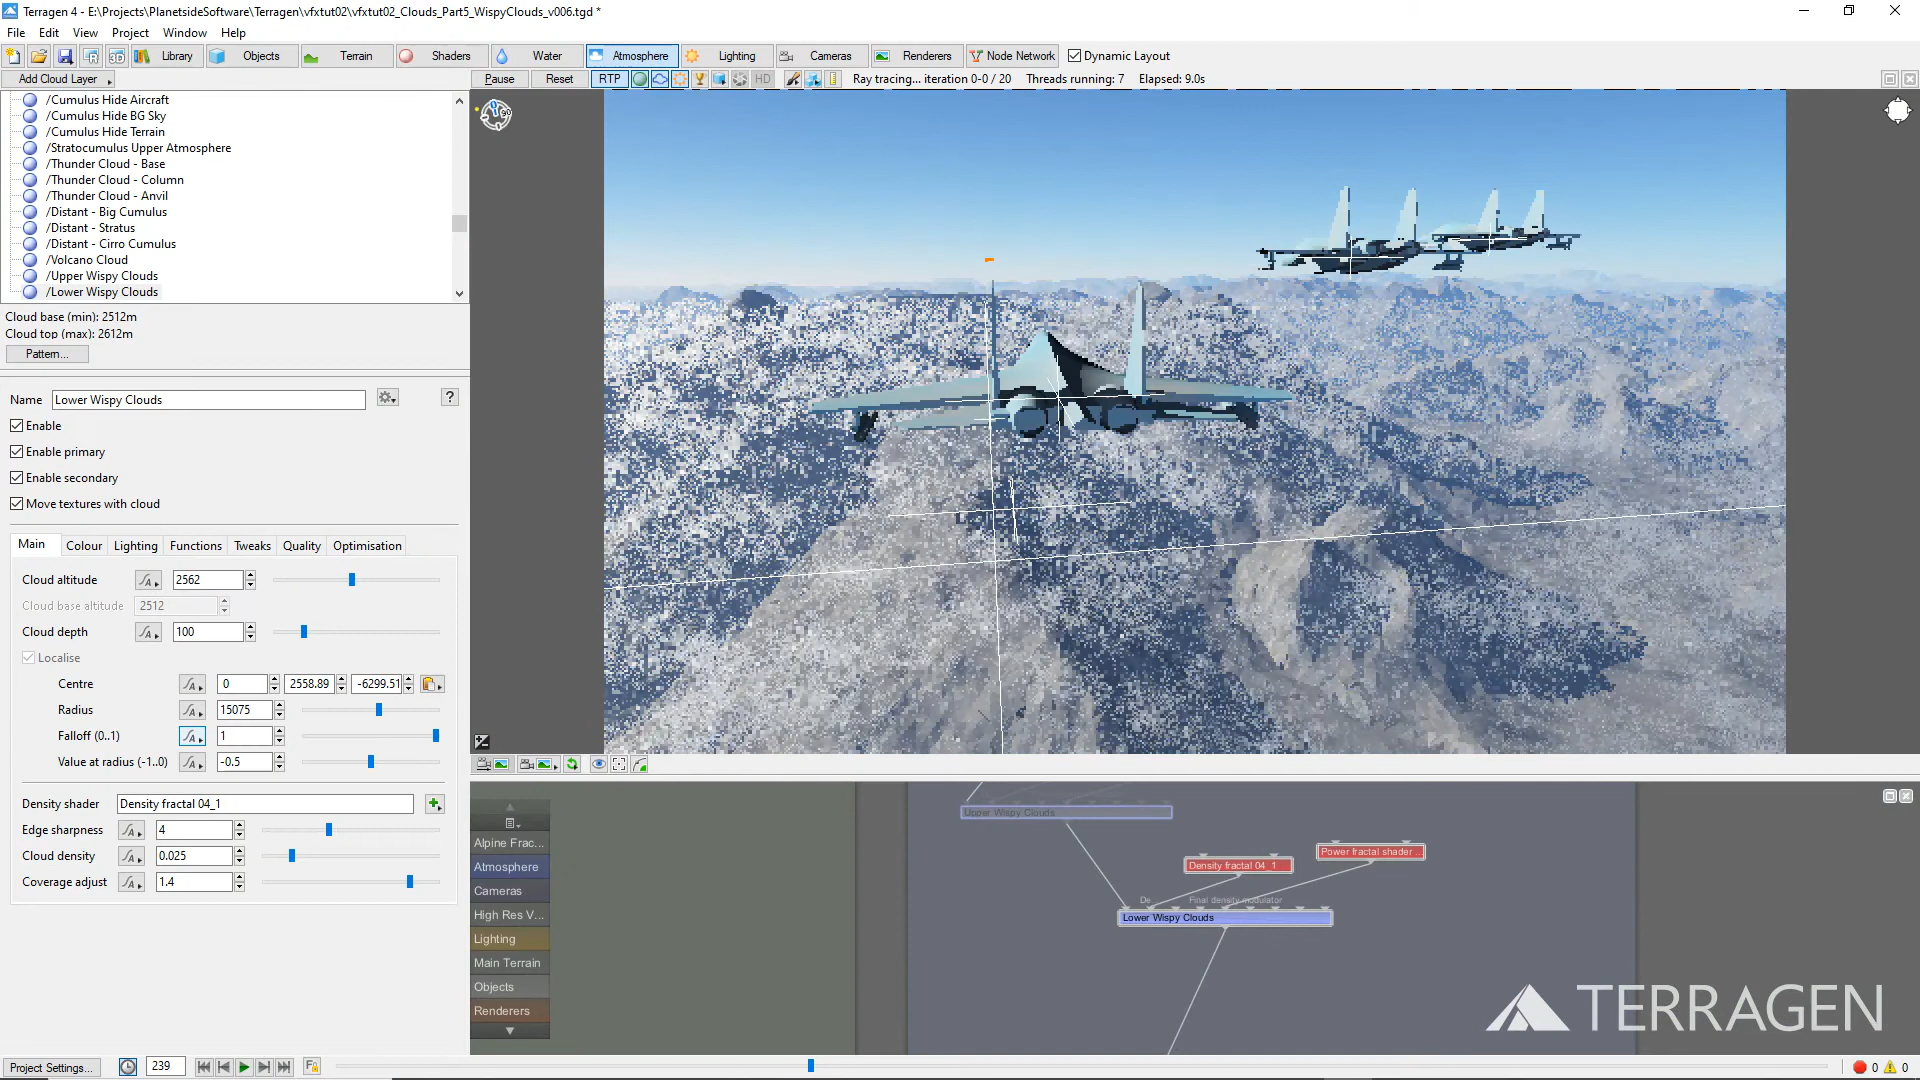 Terragen 4 - E:\Projects\PlanetsideSoftware\Terragen\vfxtut02\vfxtut02_Clouds_Part5_WispyClouds_v006.tgd *
File Edit View Project Window Help
Library Objects Terrain Shaders Water Atmosphere Lighting Cameras Renderers Node Network Dynamic Layout
Add Cloud Layer Pause Reset RTP HD Ray tracing... iteration 0-0 / 20 Threads running: 7 Elapsed: 9.0s
/Cumulus Hide Aircraft
/Cumulus Hide BG Sky
/Cumulus Hide Terrain
/Stratocumulus Upper Atmosphere
/Thunder Cloud - Base
/Thunder Cloud - Column
/Thunder Cloud - Anvil
/Distant - Big Cumulus
/Distant - Stratus
/Distant - Cirro Cumulus
/Volcano Cloud
/Upper Wispy Clouds
/Lower Wispy Clouds
Cloud base (min): 2512m
Cloud top (max): 2612m
Pattern...
Name Lower Wispy Clouds ?
Enable
Enable primary
Enable secondary
Move textures with cloud
Main Colour Lighting Functions Tweaks Quality Optimisation
Cloud altitude 2562
Cloud base altitude 2512
Cloud depth 100
Localise
Centre 0 2558.89 -6299.51
Radius 15075
Falloff (0..1) 1
Value at radius (-1..0) -0.5
Density shader Density fractal 04_1
Edge sharpness 4
Cloud density 0.025
Coverage adjust 1.4
Upper Wispy Clouds
Alpine Frac...
Atmosphere
Cameras
High Res V...
Lighting
Main Terrain
Objects
Renderers
Density fractal 04_1
Power fractal shader ...
De... Final density modulator
Lower Wispy Clouds
TERRAGEN
Project Settings... 239 0 0